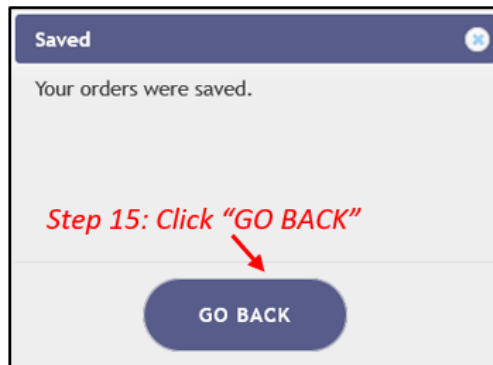 Saved
Your orders were saved.
Step 15: Click “GO BACK”
GO BACK